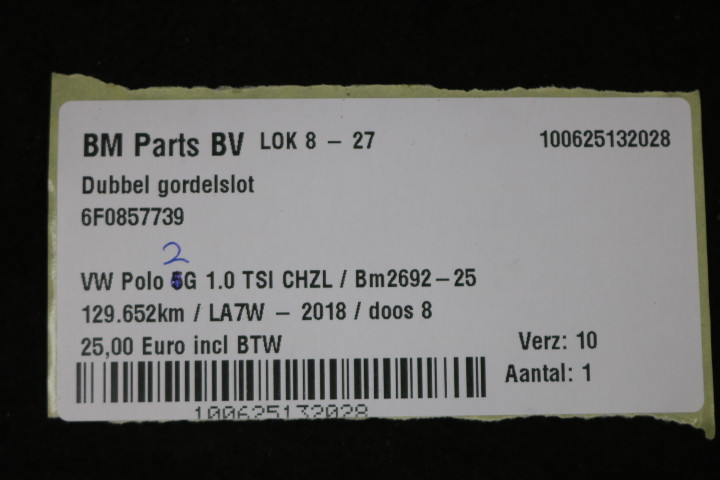 BM Parts BV LOK 8 – 27 100625132028
Dubbel gordelslot
6F0857739
2
VW Polo 6G 1.0 TSI CHZL / Bm2692–25
129.652km / LA7W – 2018 / doos 8
25,00 Euro incl BTW Verz: 10
Aantal: 1
100625132028